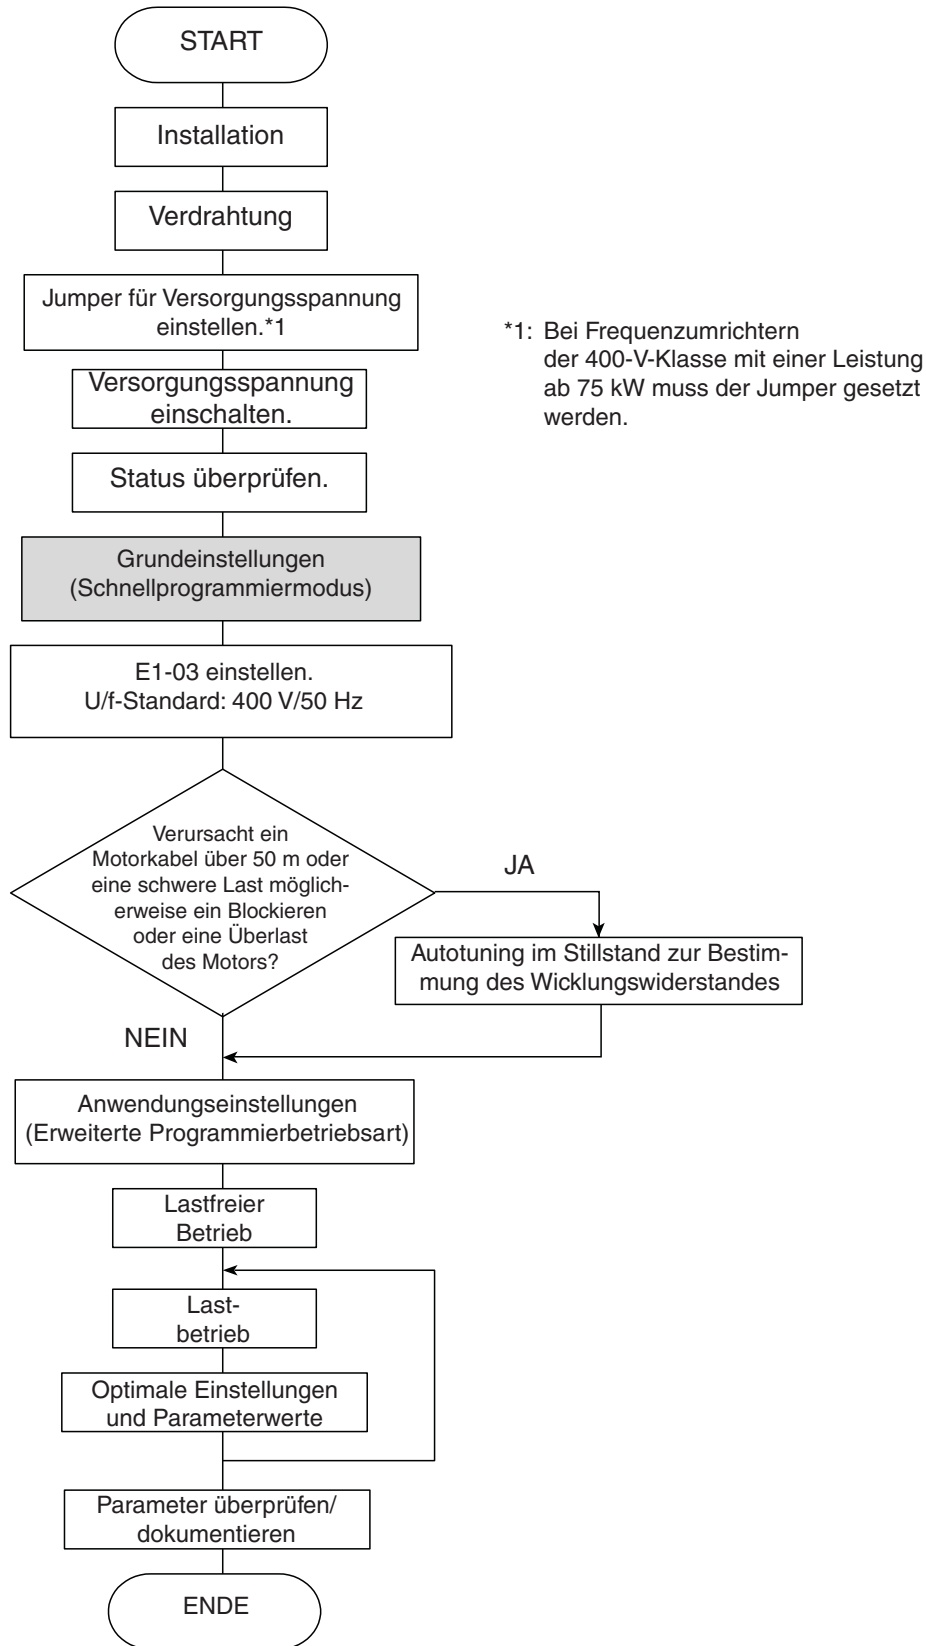 START
Installation
Verdrahtung
Jumper für Versorgungsspannung
einstellen.*1
*1: Bei Frequenzumrichtern
der 400-V-Klasse mit einer Leistung
ab 75 kW muss der Jumper gesetzt
werden.
Versorgungsspannung
einschalten.
Status überprüfen.
Grundeinstellungen
(Schnellprogrammiermodus)
E1-03 einstellen.
U/f-Standard: 400 V/50 Hz
Verursacht ein
Motorkabel über 50 m oder
eine schwere Last möglich-
erweise ein Blockieren
oder eine Überlast
des Motors?
JA
Autotuning im Stillstand zur Bestim-
mung des Wicklungswiderstandes
NEIN
Anwendungseinstellungen
(Erweiterte Programmierbetriebsart)
Lastfreier
Betrieb
Last-
betrieb
Optimale Einstellungen
und Parameterwerte
Parameter überprüfen/
dokumentieren
ENDE